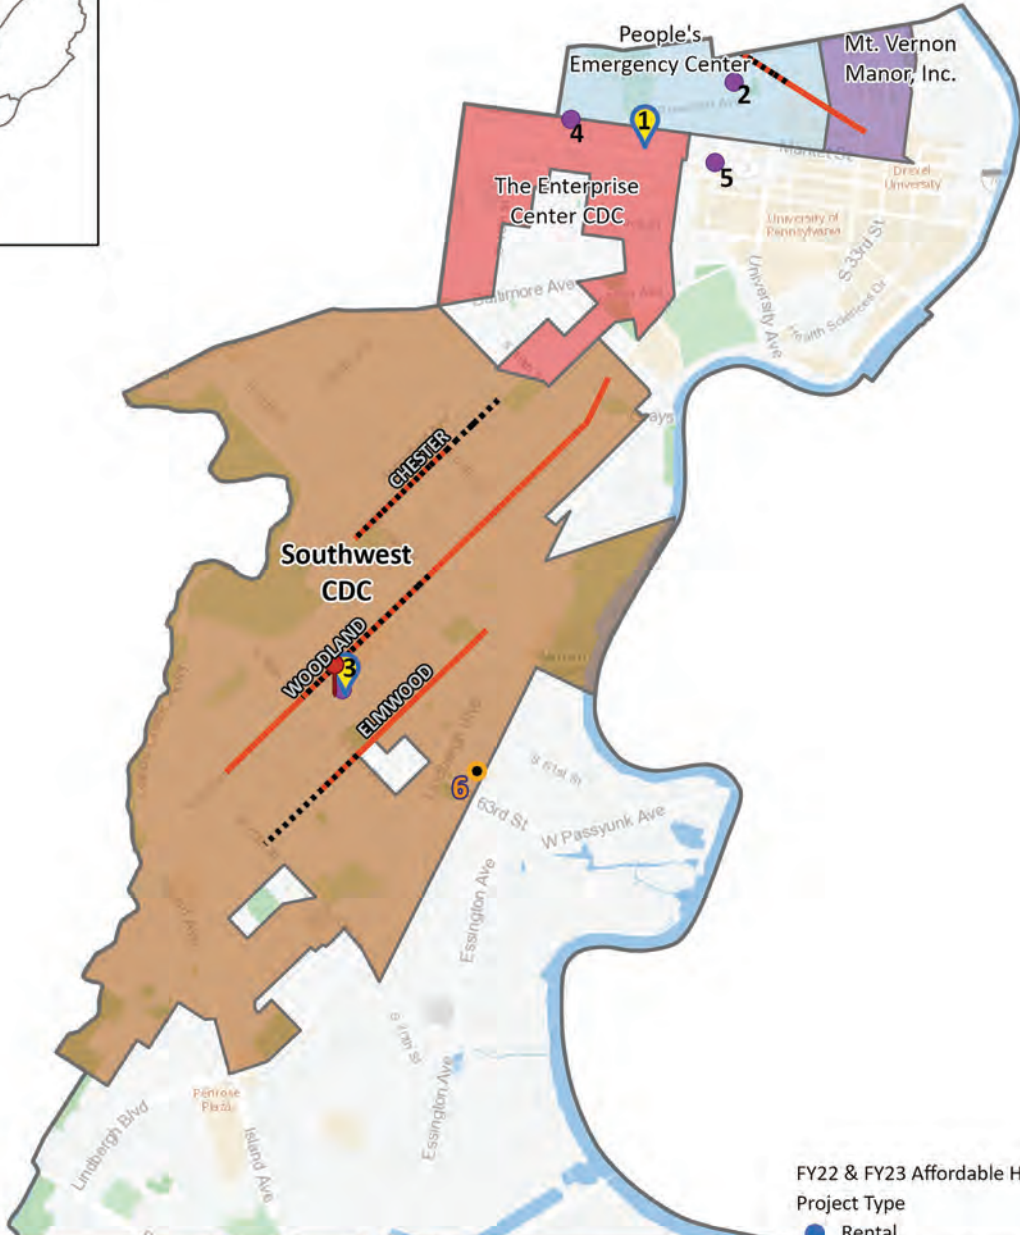 People's
Emergency Center
Mt. Vernon
Manor, Inc.
2
1
4
Market St
5
Drexel
University
The Enterprise
Center CDC
University of
Pennsylvania
S 33rd St
University Ave
Health Sciences Dr
Baltimore Ave
CHESTER
Southwest
CDC
WOODLAND
3
ELMWOOD
6
S 61st St
63rd St
W Passyunk Ave
Essington Ave
Essington Ave
Penrose
Plaza
Lindbergh Blvd
Island Ave
FY22 & FY23 Affordable H
Project Type
Rental